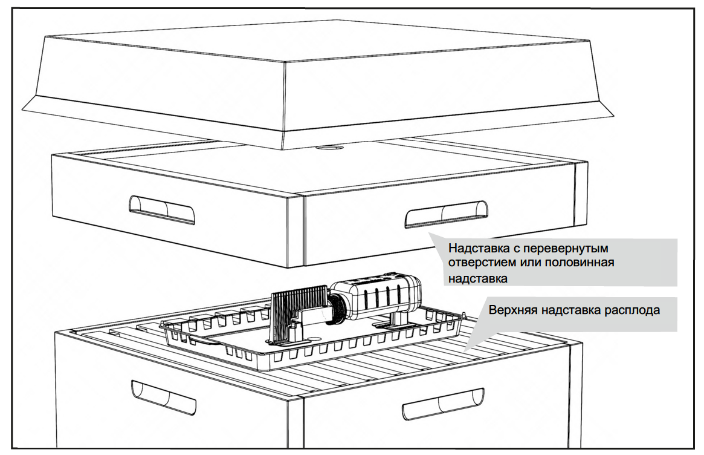 Надставка с перевернутым
отверстием или половинная
надставка
Верхняя надставка расплода